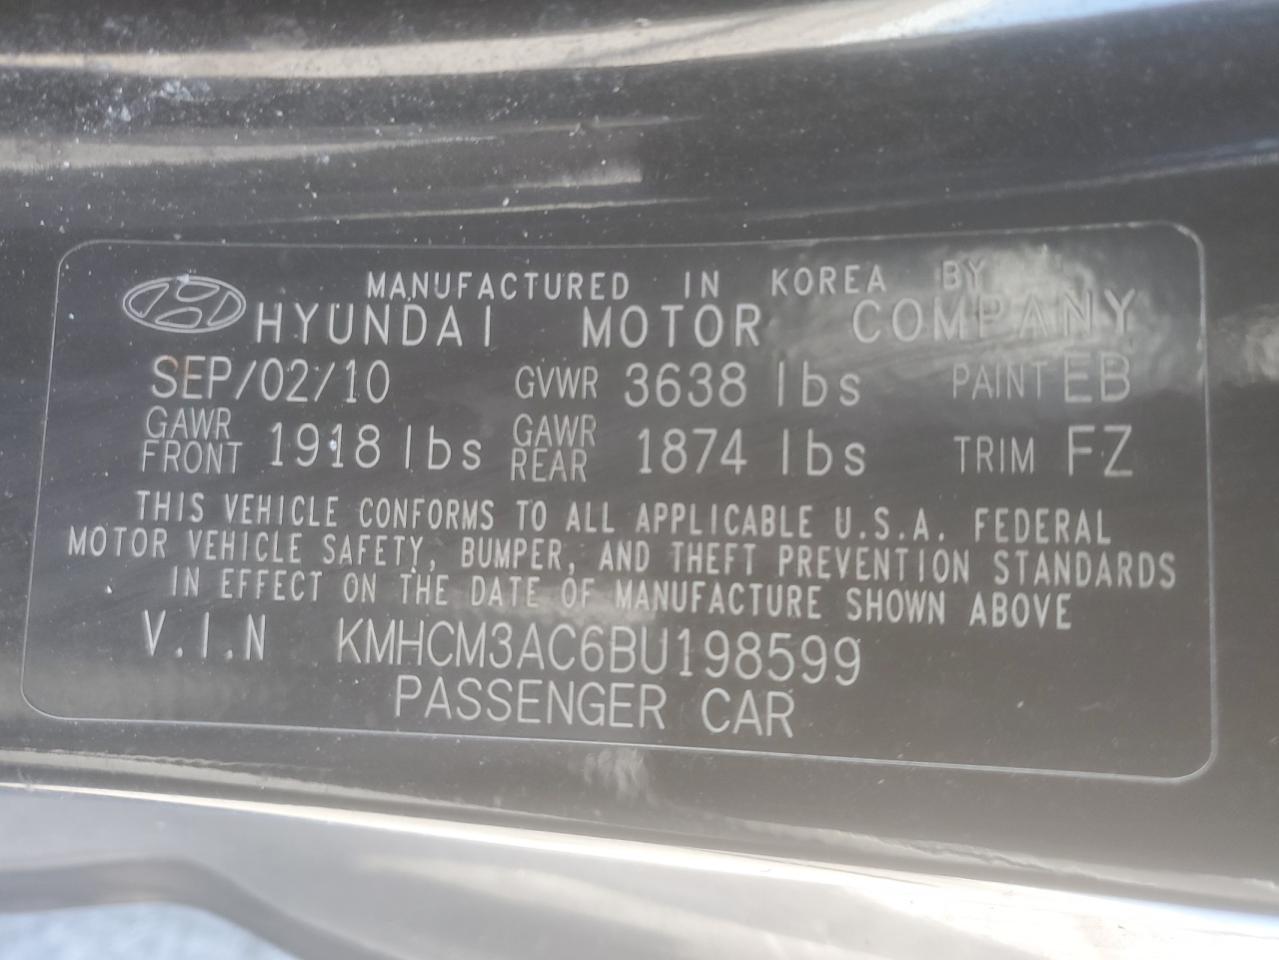 MANUFACTURED IN KOREA BY
HYUNDAI MOTOR COMPANY
SEP/02/10 GVWR 3638 lbs PAINT EB
GAWR FRONT 1918 lbs GAWR REAR 1874 lbs TRIM FZ
THIS VEHICLE CONFORMS TO ALL APPLICABLE U.S.A. FEDERAL
MOTOR VEHICLE SAFETY, BUMPER, AND THEFT PREVENTION STANDARDS
IN EFFECT ON THE DATE OF MANUFACTURE SHOWN ABOVE
V.I.N KMHCM3AC6BU198599
PASSENGER CAR